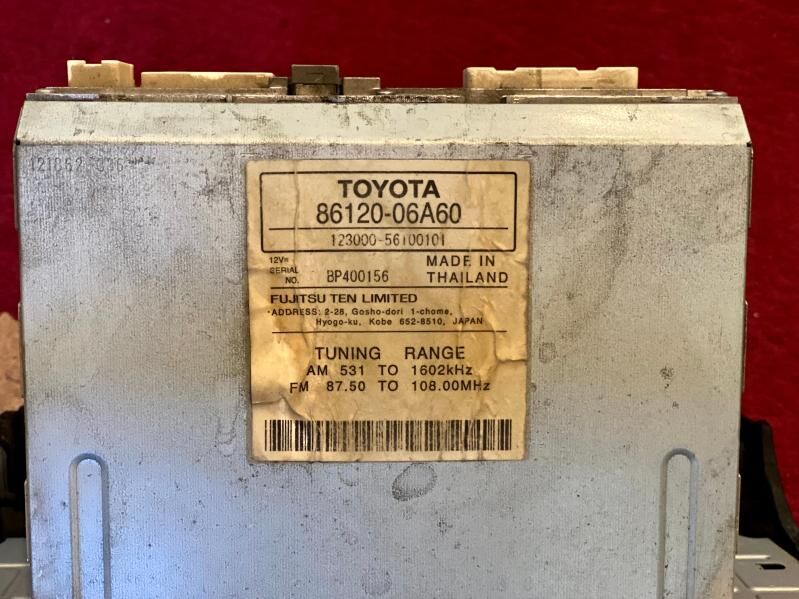 TOYOTA
86120-06A60
123000-56100101
12V⎓
SERIAL
NO. BP400156
MADE IN
THAILAND
FUJITSU TEN LIMITED
·ADDRESS: 2-28, Gosho-dori 1-chome,
Hyogo-ku, Kobe 652-8510, JAPAN
TUNING RANGE
AM 531 TO 1602kHz
FM 87.50 TO 108.00MHz